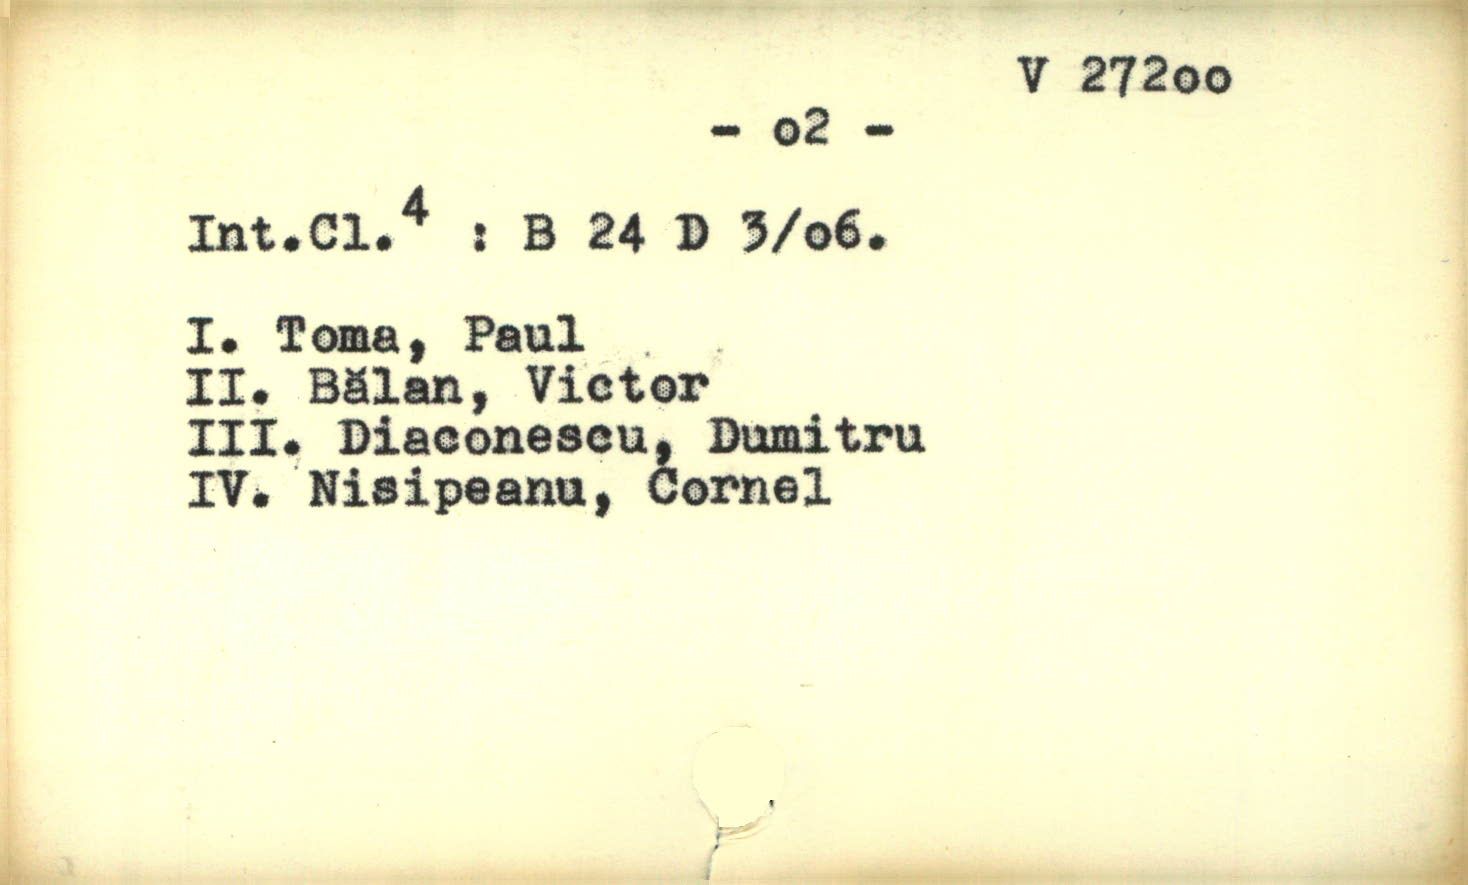 V 272oo
- o2 -
Int.Cl.⁴ : B 24 D 3/o6.
I. Toma, Paul
II. Bălan, Victor
III. Diaconescu, Dumitru
IV. Nisipeanu, Cornel